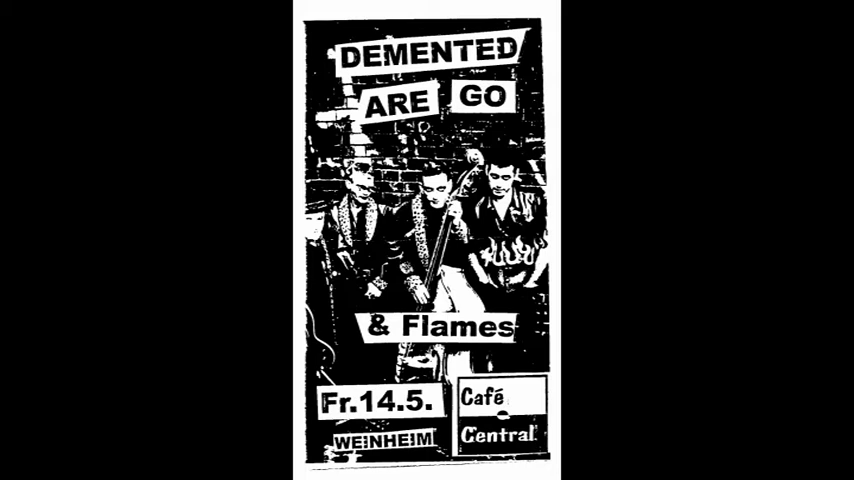 DEMENTED
ARE GO
& Flames
Fr.14.5.
WEINHEIM
Café
Central